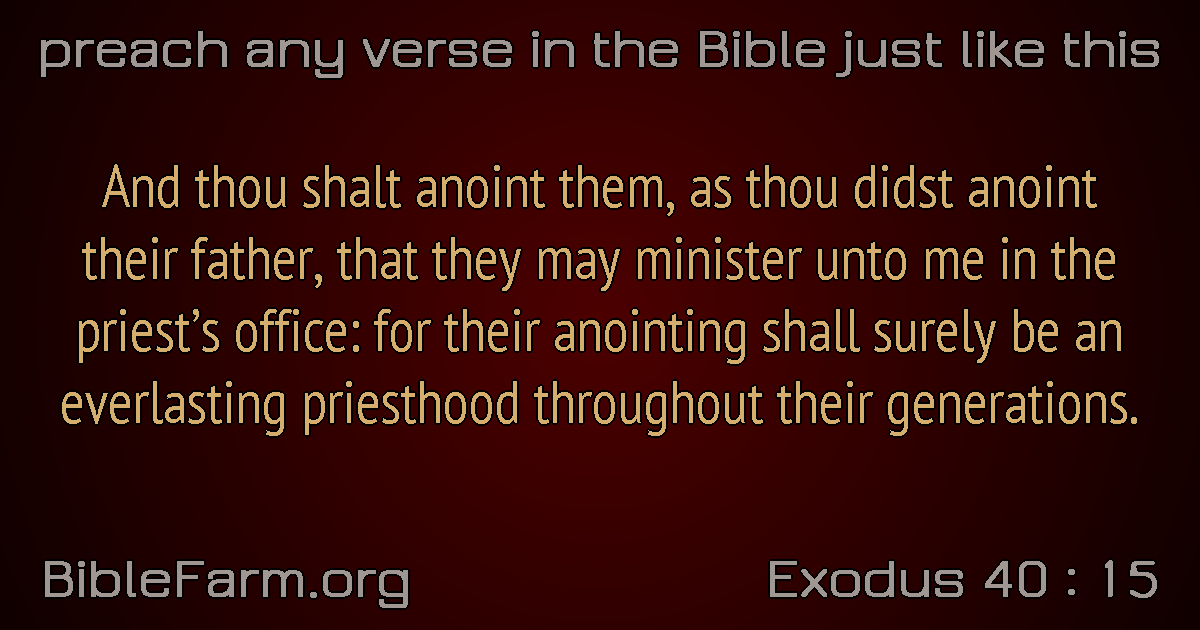 preach any verse in the Bible just like this
And thou shalt anoint them, as thou didst anoint
their father, that they may minister unto me in the
priest’s office: for their anointing shall surely be an
everlasting priesthood throughout their generations.
BibleFarm.org
Exodus 40 : 15